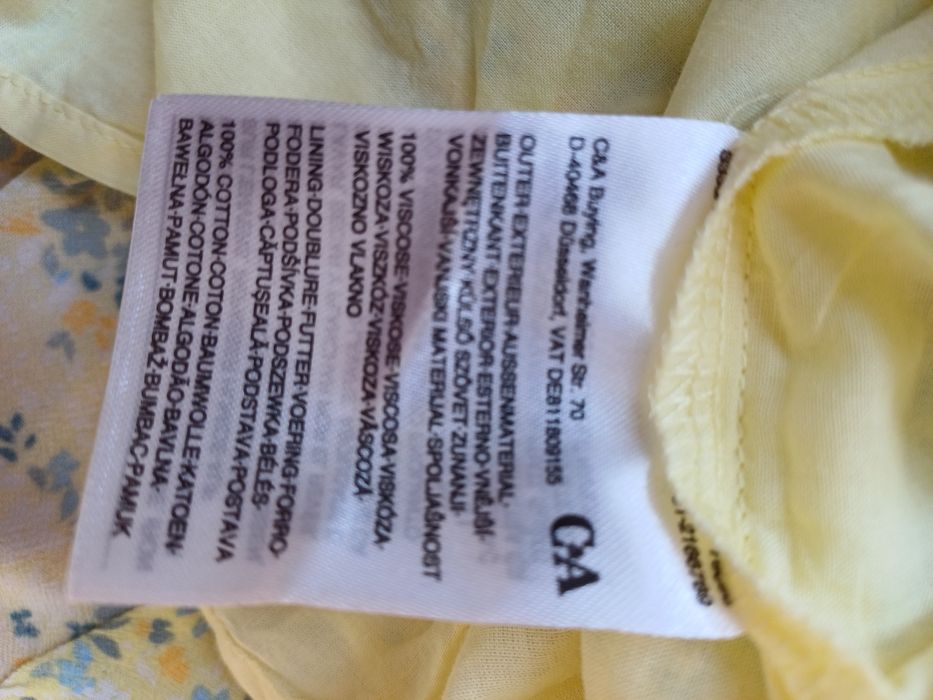 C&A
C&A Buying, Wanheimer Str. 70
D-40468 Düsseldorf, VAT DE811809155
OUTER·EXTERIEUR·AUSSENMATERIAL·
BUITENKANT·EXTERIOR·ESTERNO·VNĚJŠÍ·
ZEWNĘTRZNY·KÜLSŐ SZÖVET·ZUNANJI·
VONKAJŠÍ·VANJSKI MATERIJAL·SPOLJAŠNOST
100% VISCOSE·VISKOSE·VISCOSA·VISKÓZA·
WISKOZA·VISZKÓZ·VISKOZA·VÂSCOZĂ·
VISKOZNO VLAKNO
LINING·DOUBLURE·FUTTER·VOERING·FORRO·
FODERA·PODŠÍVKA·PODSZEWKA·BÉLÉS·
PODLOGA·CĂPTUŞEALĂ·PODSTAVA·POSTAVA
100% COTTON·COTON·BAUMWOLLE·KATOEN·
ALGODÓN·COTONE·ALGODÃO·BAVLNA·
BAWEŁNA·PAMUT·BOMBAŽ·BUMBAC·PAMUK